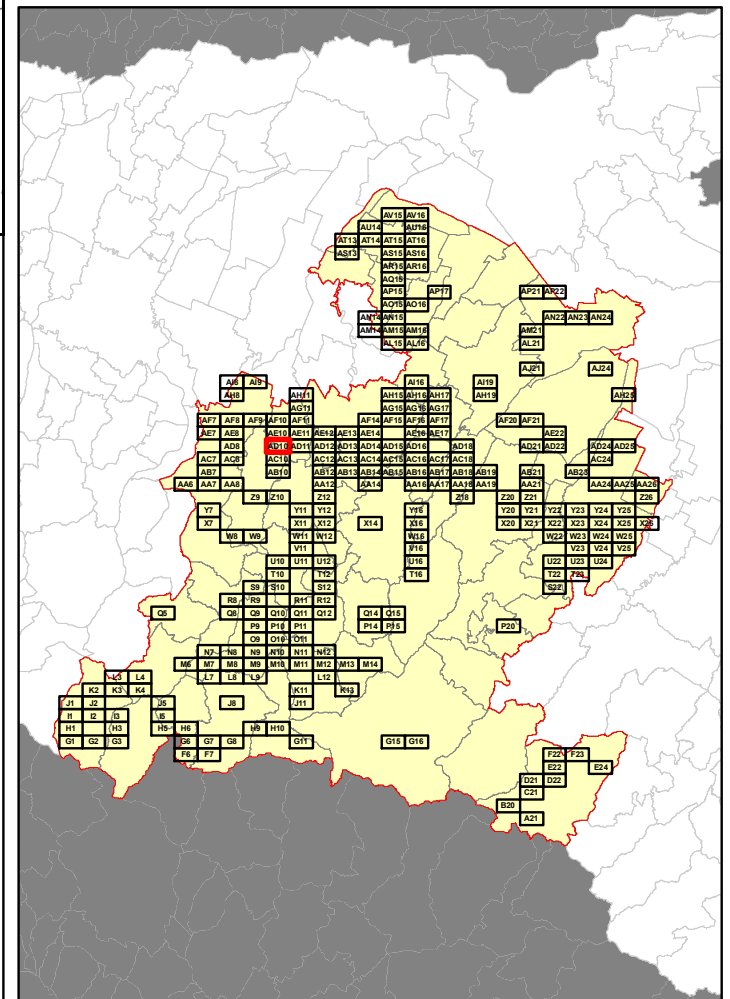 AV15 AV16
AU14 AU16
AT13 AT14 AT15 AT16
AS13 AS15 AS16
AR15 AR16
AQ15
AP15 AP17 AP21 AP22
AO15 AO16
AN14 AN15 AN22 AN23 AN24
AM14 AM15 AM16 AM21
AL15 AL16 AL21
AJ21 AJ24
AI8 AI9 AI16 AI19
AH8 AH11 AH15 AH16 AH17 AH19 AH25
AG11 AG15 AG16 AG17
AF7 AF8 AF9 AF10 AF11 AF14 AF15 AF16 AF17 AF20 AF21
AE7 AE8 AE10 AE11 AE12 AE13 AE14 AE16 AE17 AE22
AD8 AD10 AD11 AD12 AD13 AD14 AD15 AD16 AD18 AD21 AD22 AD24 AD25
AC7 AC8 AC10 AC12 AC13 AC14 AC15 AC16 AC17 AC18 AC24
AB7 AB10 AB12 AB13 AB14 AB15 AB16 AB17 AB18 AB19 AB21 AB23
AA6 AA7 AA8 AA12 AA14 AA16 AA17 AA18 AA19 AA21 AA24 AA25 AA26
Z9 Z10 Z12 Z18 Z20 Z21 Z26
Y7 Y11 Y12 Y16 Y20 Y21 Y22 Y23 Y24 Y25
X7 X11 X12 X14 X16 X20 X21 X22 X23 X24 X25 X26
W8 W9 W11 W12 W16 W22 W23 W24 W25
V11 V16 V23 V24 V25
U10 U11 U12 U16 U22 U23 U24
T10 T12 T16 T22 T23
S9 S10 S12 S22
R8 R9 R11 R12
Q6 Q8 Q9 Q10 Q11 Q12 Q14 Q15
P9 P10 P11 P14 P15 P20
O9 O10 O11
N7 N8 N9 N10 N11 N12
M6 M7 M8 M9 M10 M11 M12 M13 M14
L3 L4 L7 L8 L9 L12
K2 K3 K4 K11 K13
J1 J2 J5 J8 J11
I1 I2 I3 I5
H1 H3 H5 H6 H9 H10
G1 G2 G3 G6 G7 G8 G11 G15 G16
F6 F7 F22 F23
E22 E24
D21 D22
C21
B20
A21